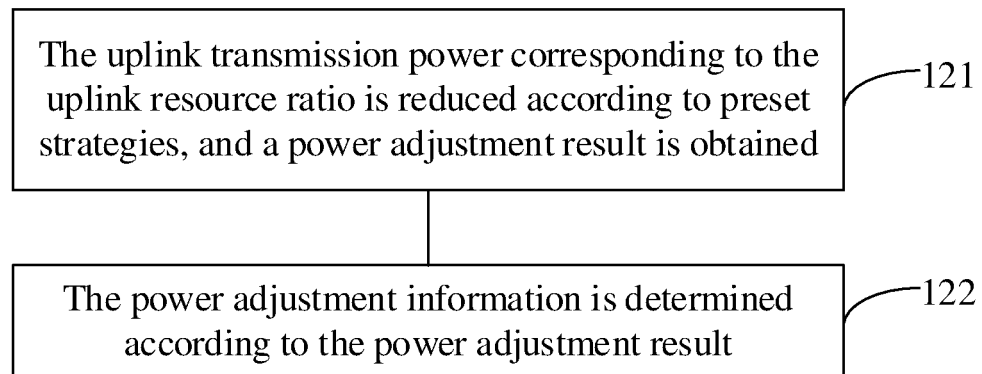 The uplink transmission power corresponding to the
uplink resource ratio is reduced according to preset
strategies, and a power adjustment result is obtained
121
The power adjustment information is determined
according to the power adjustment result
122